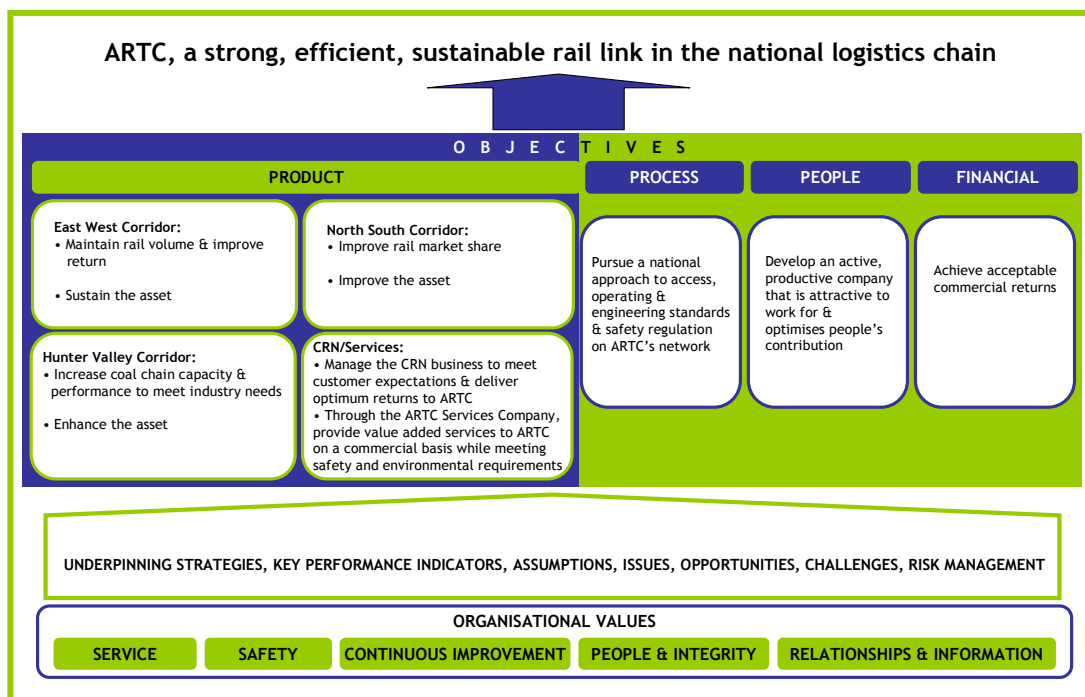 ARTC, a strong, efficient, sustainable rail link in the national logistics chain
OBJECTIVES
PRODUCT
PROCESS
PEOPLE
FINANCIAL
East West Corridor:
• Maintain rail volume & improve
return
• Sustain the asset
North South Corridor:
• Improve rail market share
• Improve the asset
Hunter Valley Corridor:
• Increase coal chain capacity &
performance to meet industry needs
• Enhance the asset
CRN/Services:
• Manage the CRN business to meet
customer expectations & deliver
optimum returns to ARTC
• Through the ARTC Services Company,
provide value added services to ARTC
on a commercial basis while meeting
safety and environmental requirements
Pursue a national
approach to access,
operating &
engineering standards
& safety regulation
on ARTC's network
Develop an active,
productive company
that is attractive to
work for &
optimises people's
contribution
Achieve acceptable
commercial returns
UNDERPINNING STRATEGIES, KEY PERFORMANCE INDICATORS, ASSUMPTIONS, ISSUES, OPPORTUNITIES, CHALLENGES, RISK MANAGEMENT
ORGANISATIONAL VALUES
SERVICE
SAFETY
CONTINUOUS IMPROVEMENT
PEOPLE & INTEGRITY
RELATIONSHIPS & INFORMATION